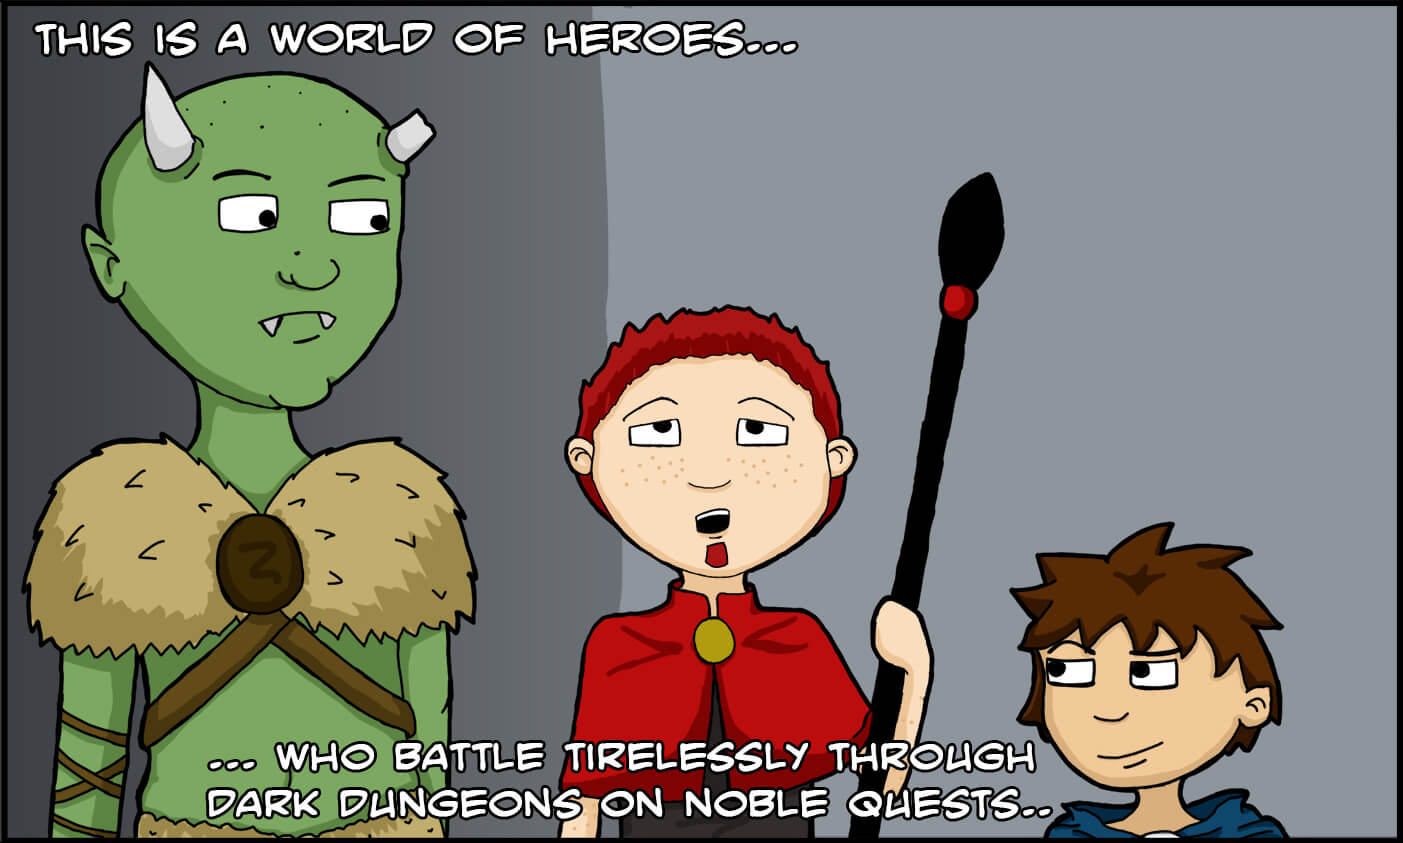 THIS IS A WORLD OF HEROES...
... WHO BATTLE TIRELESSLY THROUGH
DARK DUNGEONS ON NOBLE QUESTS..